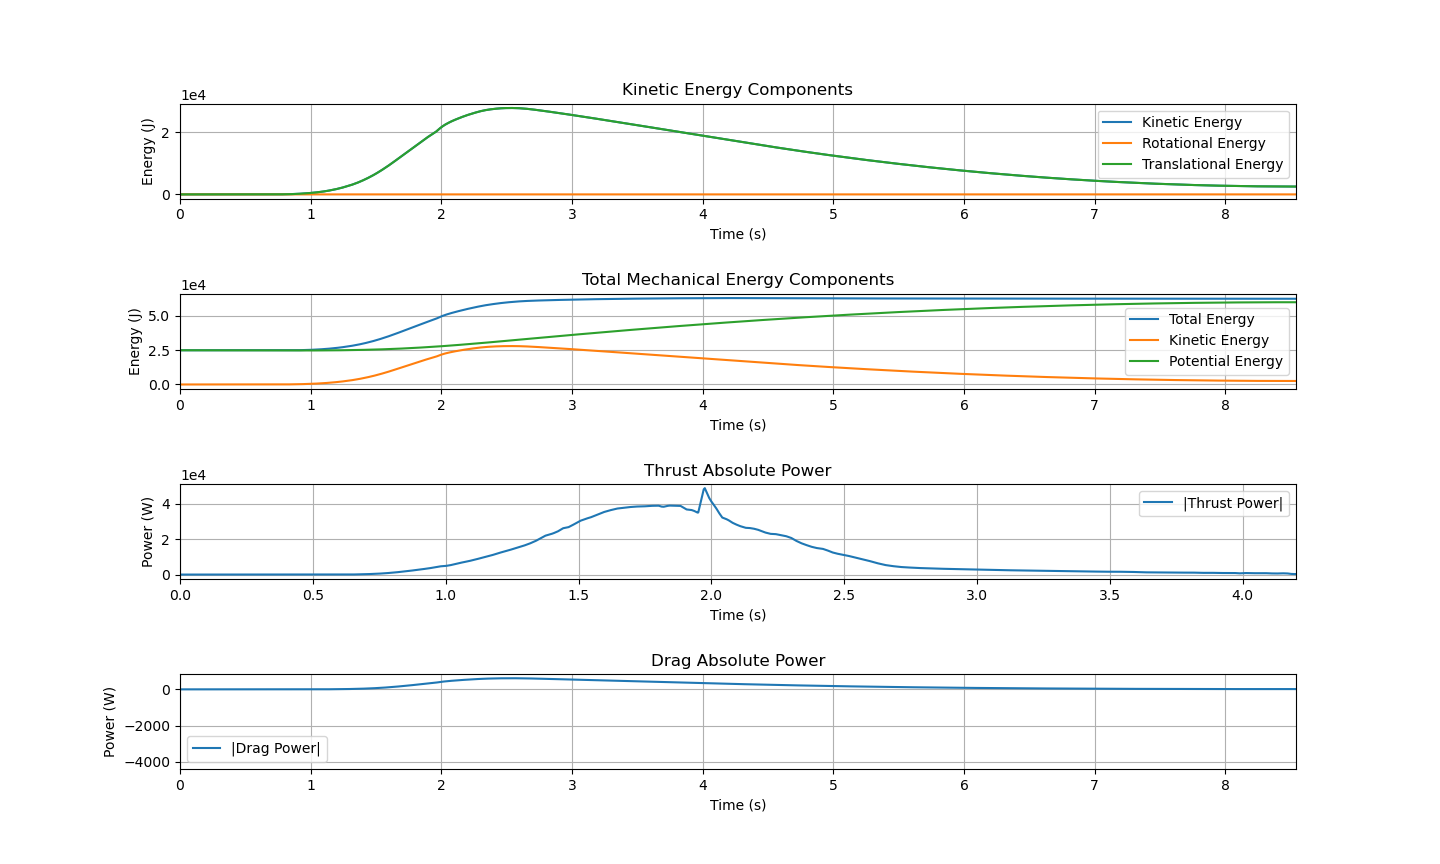 Kinetic Energy Components
1e4
Energy (J)
2
0
Kinetic Energy
Rotational Energy
Translational Energy
0 1 2 3 4 5 6 7 8
Time (s)
Total Mechanical Energy Components
1e4
Energy (J)
5.0
2.5
0.0
Total Energy
Kinetic Energy
Potential Energy
0 1 2 3 4 5 6 7 8
Time (s)
Thrust Absolute Power
1e4
Power (W)
4
2
0
|Thrust Power|
0.0 0.5 1.0 1.5 2.0 2.5 3.0 3.5 4.0
Time (s)
Drag Absolute Power
Power (W)
0
−2000
−4000
|Drag Power|
0 1 2 3 4 5 6 7 8
Time (s)